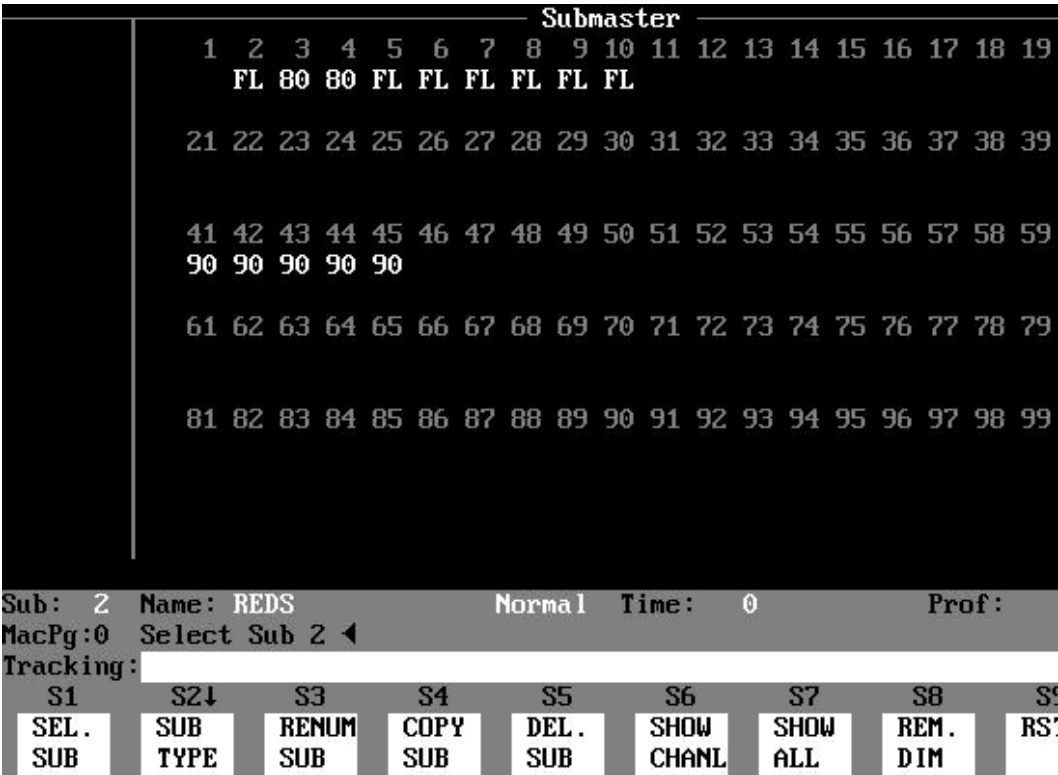 Submaster
1 2 3 4 5 6 7 8 9 10 11 12 13 14 15 16 17 18 19
FL 80 80 FL FL FL FL FL FL
21 22 23 24 25 26 27 28 29 30 31 32 33 34 35 36 37 38 39
41 42 43 44 45 46 47 48 49 50 51 52 53 54 55 56 57 58 59
90 90 90 90 90
61 62 63 64 65 66 67 68 69 70 71 72 73 74 75 76 77 78 79
81 82 83 84 85 86 87 88 89 90 91 92 93 94 95 96 97 98 99
Sub: 2 Name: REDS Normal Time: 0 Prof:
MacPg:0 Select Sub 2 ◄
Tracking:
S1 S2↓ S3 S4 S5 S6 S7 S8
SEL. SUB RENUM COPY DEL. SHOW SHOW REM.
SUB TYPE SUB SUB SUB CHANL ALL DIM